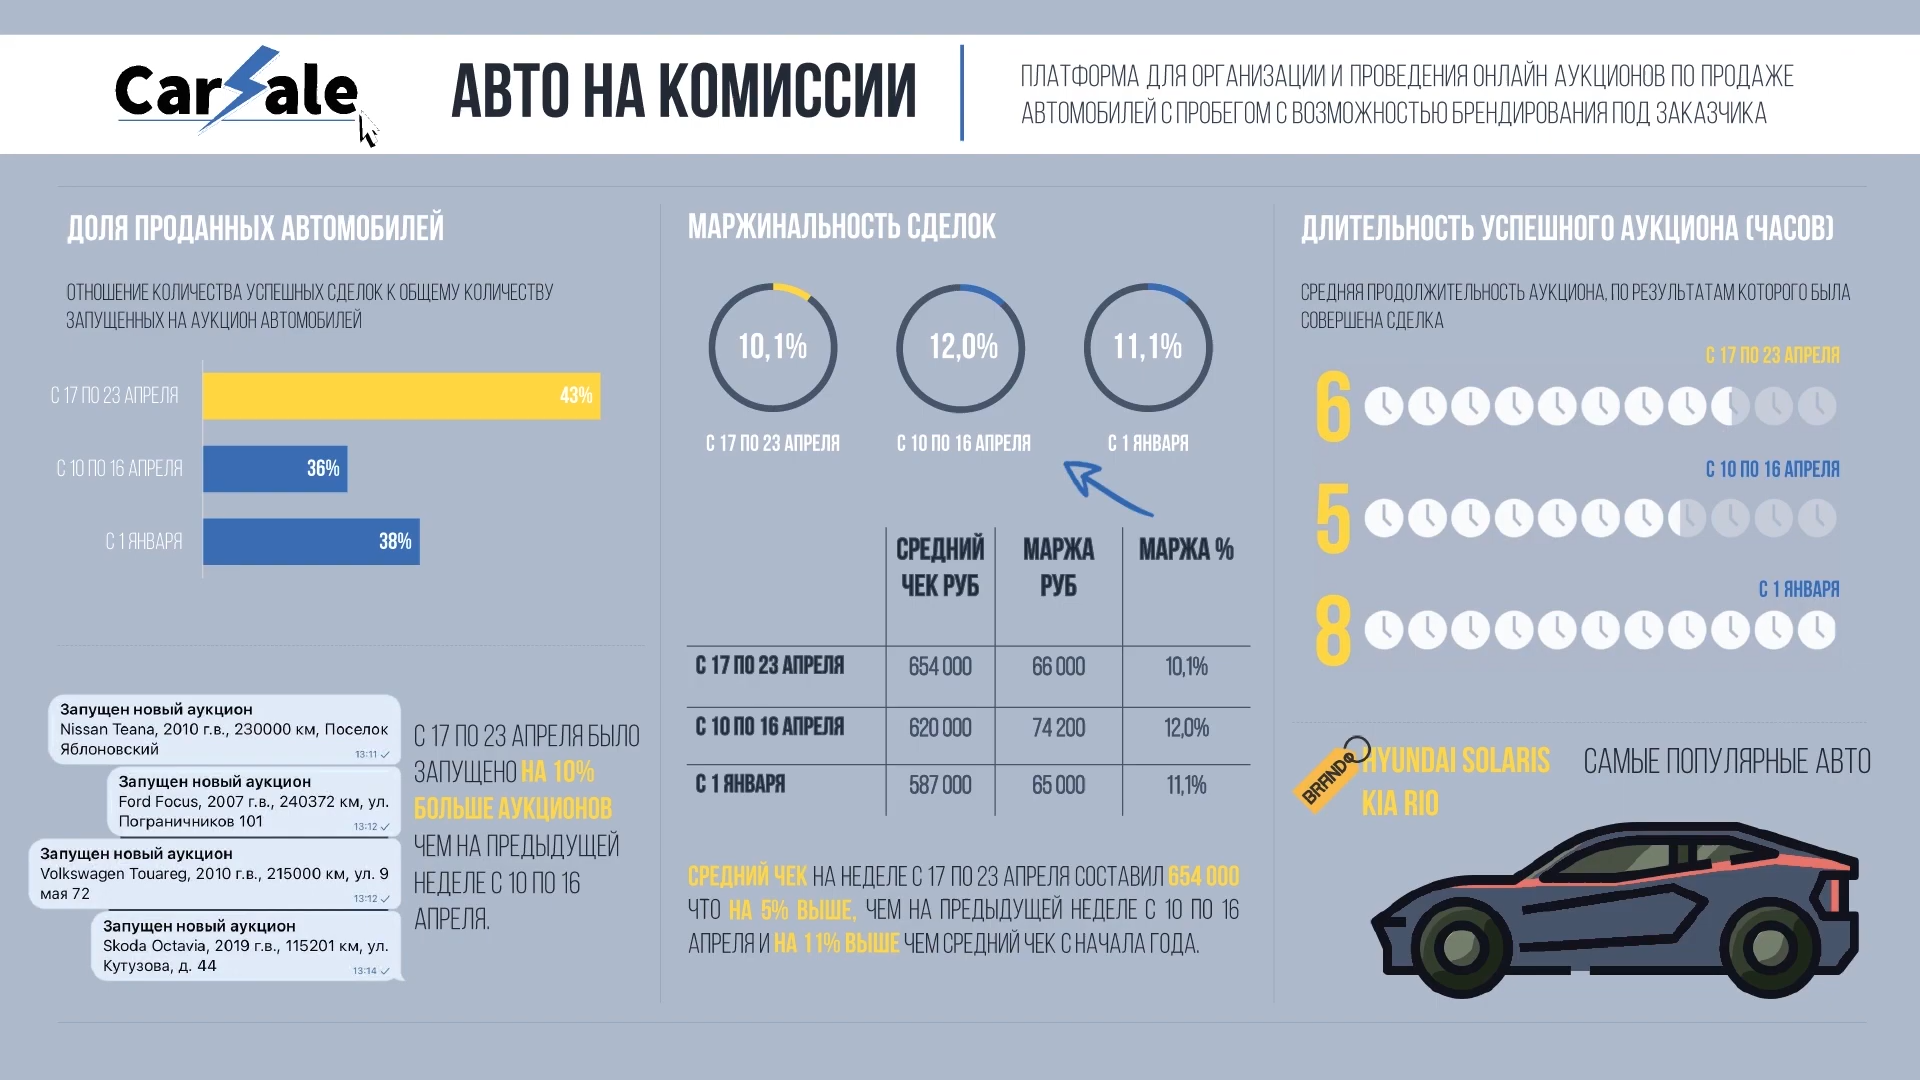 CarSale
АВТО НА КОМИССИИ
ПЛАТФОРМА ДЛЯ ОРГАНИЗАЦИИ И ПРОВЕДЕНИЯ ОНЛАЙН АУКЦИОНОВ ПО ПРОДАЖЕ
АВТОМОБИЛЕЙ С ПРОБЕГОМ С ВОЗМОЖНОСТЬЮ БРЕНДИРОВАНИЯ ПОД ЗАКАЗЧИКА
ДОЛЯ ПРОДАННЫХ АВТОМОБИЛЕЙ
ОТНОШЕНИЕ КОЛИЧЕСТВА УСПЕШНЫХ СДЕЛОК К ОБЩЕМУ КОЛИЧЕСТВУ
ЗАПУЩЕННЫХ НА АУКЦИОН АВТОМОБИЛЕЙ
С 17 ПО 23 АПРЕЛЯ 43%
С 10 ПО 16 АПРЕЛЯ 36%
С 1 ЯНВАРЯ 38%
Запущен новый аукцион
Nissan Teana, 2010 г.в., 230000 км, Поселок
Яблоновский 13:11
Запущен новый аукцион
Ford Focus, 2007 г.в., 240372 км, ул.
Пограничников 101 13:12
Запущен новый аукцион
Volkswagen Touareg, 2010 г.в., 215000 км, ул. 9
мая 72 13:12
Запущен новый аукцион
Skoda Octavia, 2019 г.в., 115201 км, ул.
Кутузова, д. 44 13:14
С 17 ПО 23 АПРЕЛЯ БЫЛО
ЗАПУЩЕНО НА 10%
БОЛЬШЕ АУКЦИОНОВ
ЧЕМ НА ПРЕДЫДУЩЕЙ
НЕДЕЛЕ С 10 ПО 16
АПРЕЛЯ.
МАРЖИНАЛЬНОСТЬ СДЕЛОК
10,1% 12,0% 11,1%
С 17 ПО 23 АПРЕЛЯ С 10 ПО 16 АПРЕЛЯ С 1 ЯНВАРЯ
СРЕДНИЙ МАРЖА МАРЖА %
ЧЕК РУБ РУБ
С 17 ПО 23 АПРЕЛЯ 654 000 66 000 10,1%
С 10 ПО 16 АПРЕЛЯ 620 000 74 200 12,0%
С 1 ЯНВАРЯ 587 000 65 000 11,1%
СРЕДНИЙ ЧЕК НА НЕДЕЛЕ С 17 ПО 23 АПРЕЛЯ СОСТАВИЛ 654 000
ЧТО НА 5% ВЫШЕ, ЧЕМ НА ПРЕДЫДУЩЕЙ НЕДЕЛЕ С 10 ПО 16
АПРЕЛЯ И НА 11% ВЫШЕ ЧЕМ СРЕДНИЙ ЧЕК С НАЧАЛА ГОДА.
ДЛИТЕЛЬНОСТЬ УСПЕШНОГО АУКЦИОНА (ЧАСОВ)
СРЕДНЯЯ ПРОДОЛЖИТЕЛЬНОСТЬ АУКЦИОНА, ПО РЕЗУЛЬТАТАМ КОТОРОГО БЫЛА
СОВЕРШЕНА СДЕЛКА
С 17 ПО 23 АПРЕЛЯ
6
С 10 ПО 16 АПРЕЛЯ
5
С 1 ЯНВАРЯ
8
BRAND
HYUNDAI SOLARIS САМЫЕ ПОПУЛЯРНЫЕ АВТО
KIA RIO